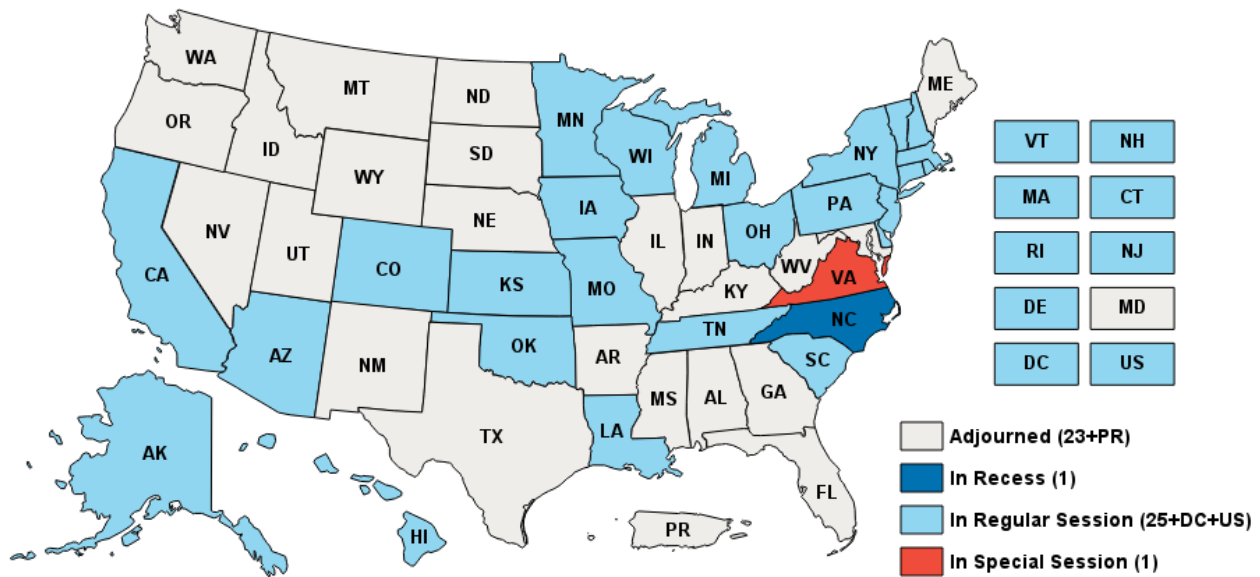 WA
MT
ND
MN
ME
OR
ID
SD
WI
NY
VT
NH
WY
MI
MA
CT
NE
IA
PA
NV
UT
IL
IN
OH
RI
NJ
CA
CO
KS
MO
WV
VA
KY
DE
MD
NC
AZ
NM
OK
TN
AR
SC
DC
US
MS
AL
GA
TX
LA
AK
FL
HI
PR
Adjourned (23+PR)
In Recess (1)
In Regular Session (25+DC+US)
In Special Session (1)